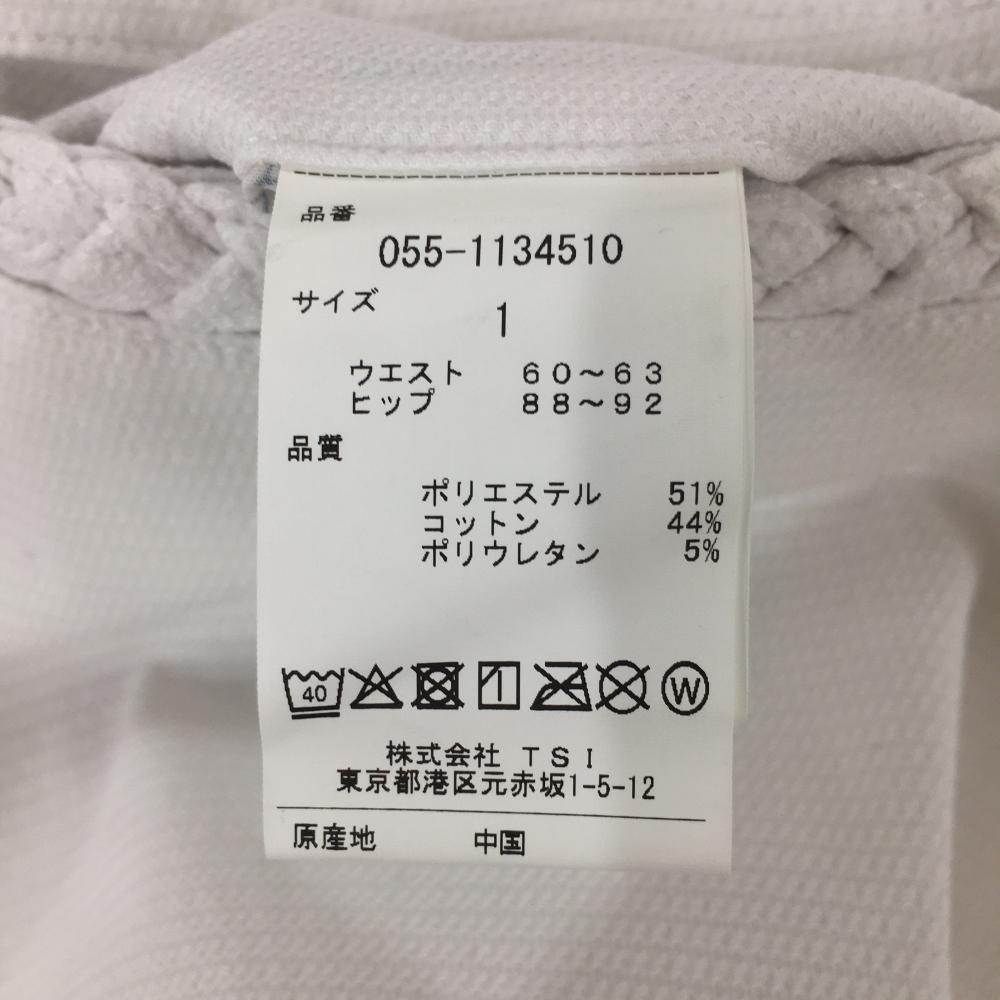 品番
055-1134510
サイズ
1
ウエスト 60～63
ヒップ 88～92
品質
ポリエステル 51%
コットン 44%
ポリウレタン 5%
40 W
株式会社 TSI
東京都港区元赤坂1-5-12
原産地 中国